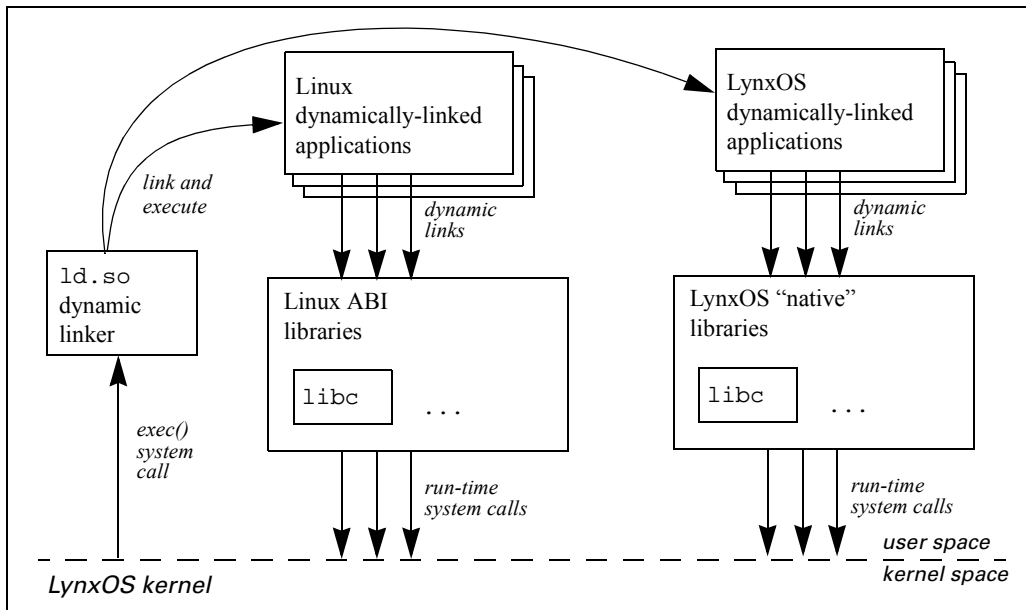 Linux
dynamically-linked
applications
LynxOS
dynamically-linked
applications
link and
execute
dynamic
links
dynamic
links
ld.so
dynamic
linker
Linux ABI
libraries
libc
...
LynxOS “native”
libraries
libc
...
exec()
system
call
run-time
system calls
run-time
system calls
user space
kernel space
LynxOS kernel